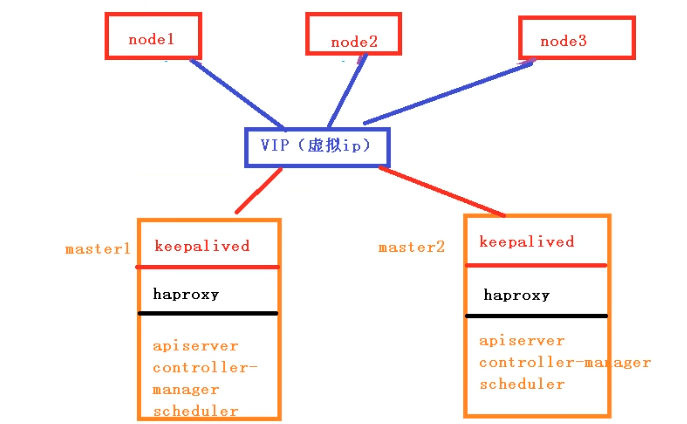 node1
node2
node3
VIP（虚拟ip）
master1
keepalived
haproxy
apiserver
controller-
manager
scheduler
master2
keepalived
haproxy
apiserver
controller-manager
scheduler